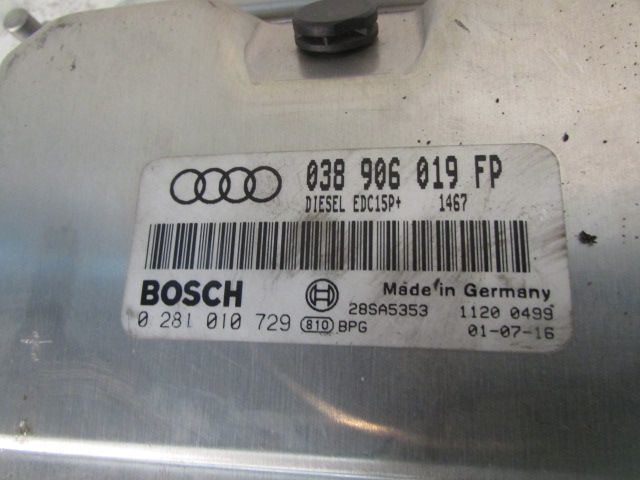 038 906 019 FP
DIESEL EDC15P+ 1467
BOSCH Made in Germany
0 281 010 729 810 BPG 28SA5353 1120 0499
01-07-16